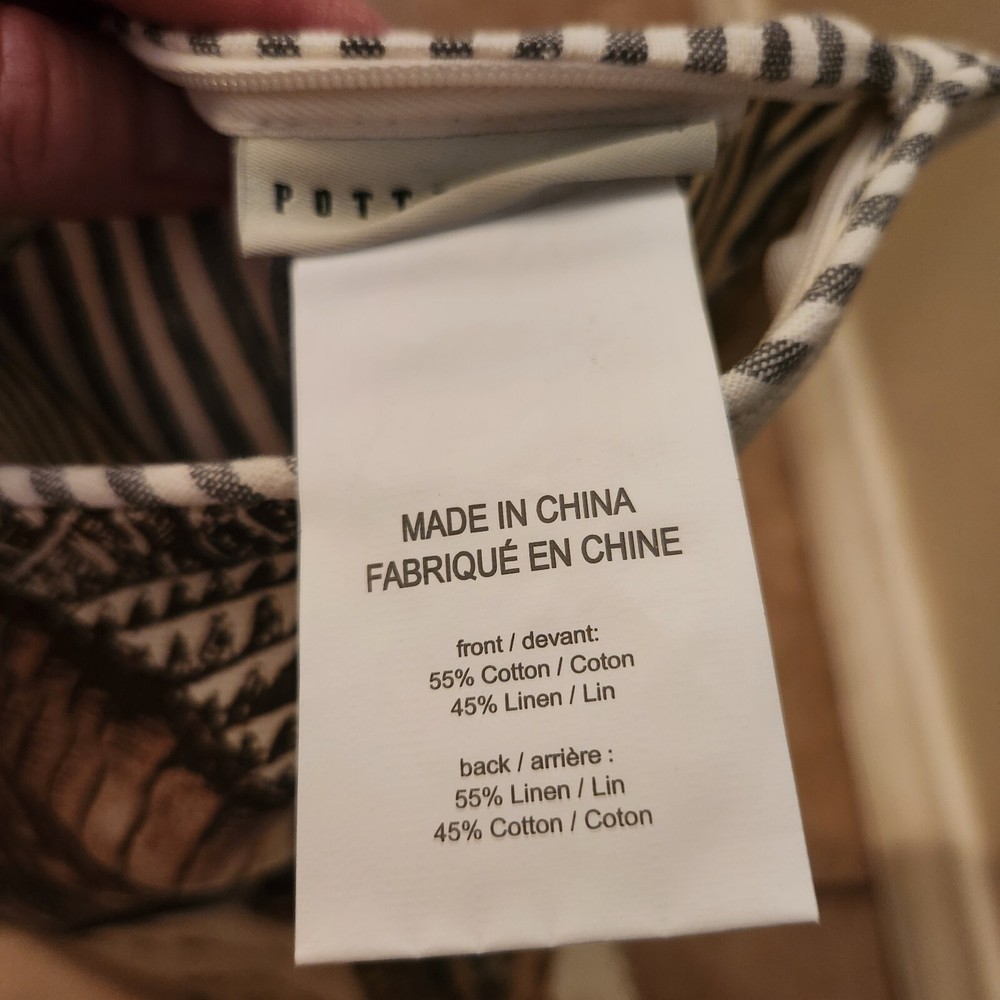 POTT
MADE IN CHINA
FABRIQUÉ EN CHINE
front / devant:
55% Cotton / Coton
45% Linen / Lin
back / arrière :
55% Linen / Lin
45% Cotton / Coton